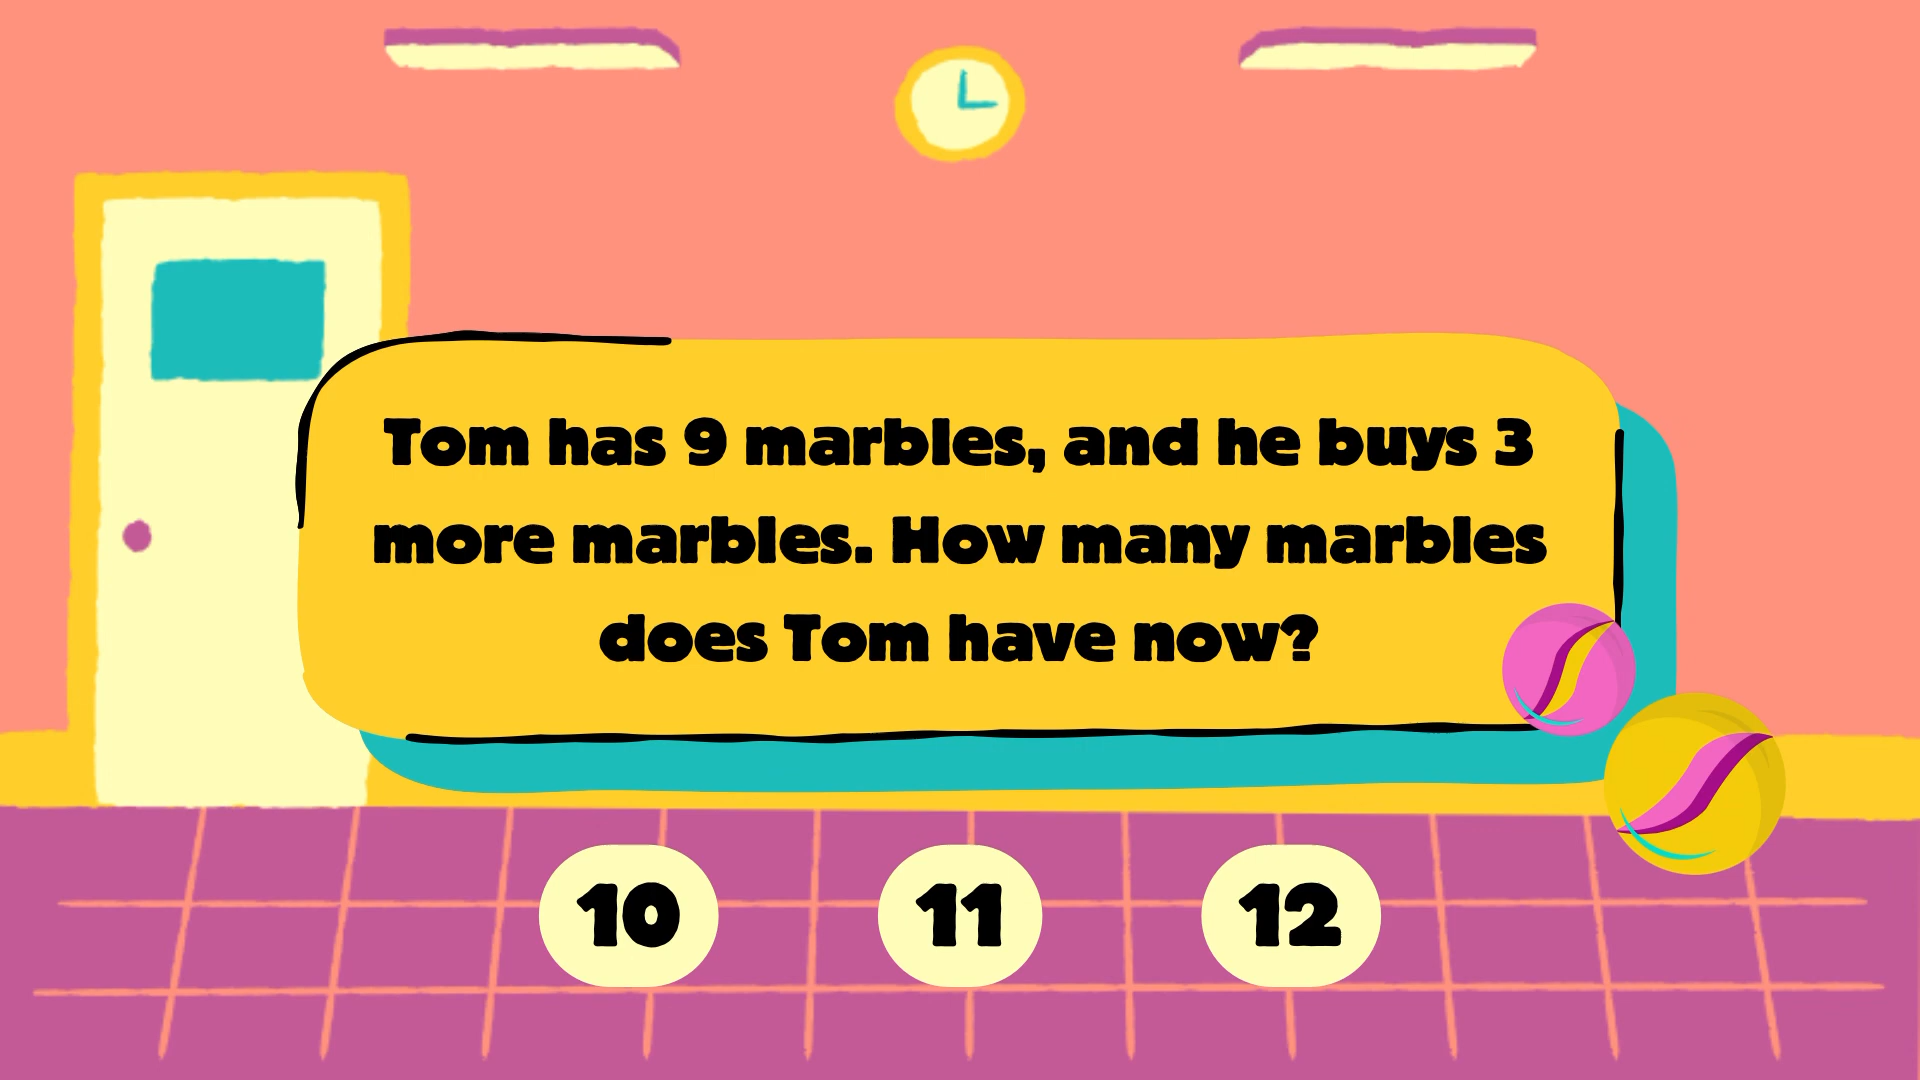 Tom has 9 marbles, and he buys 3
more marbles. How many marbles
does Tom have now?
10
11
12